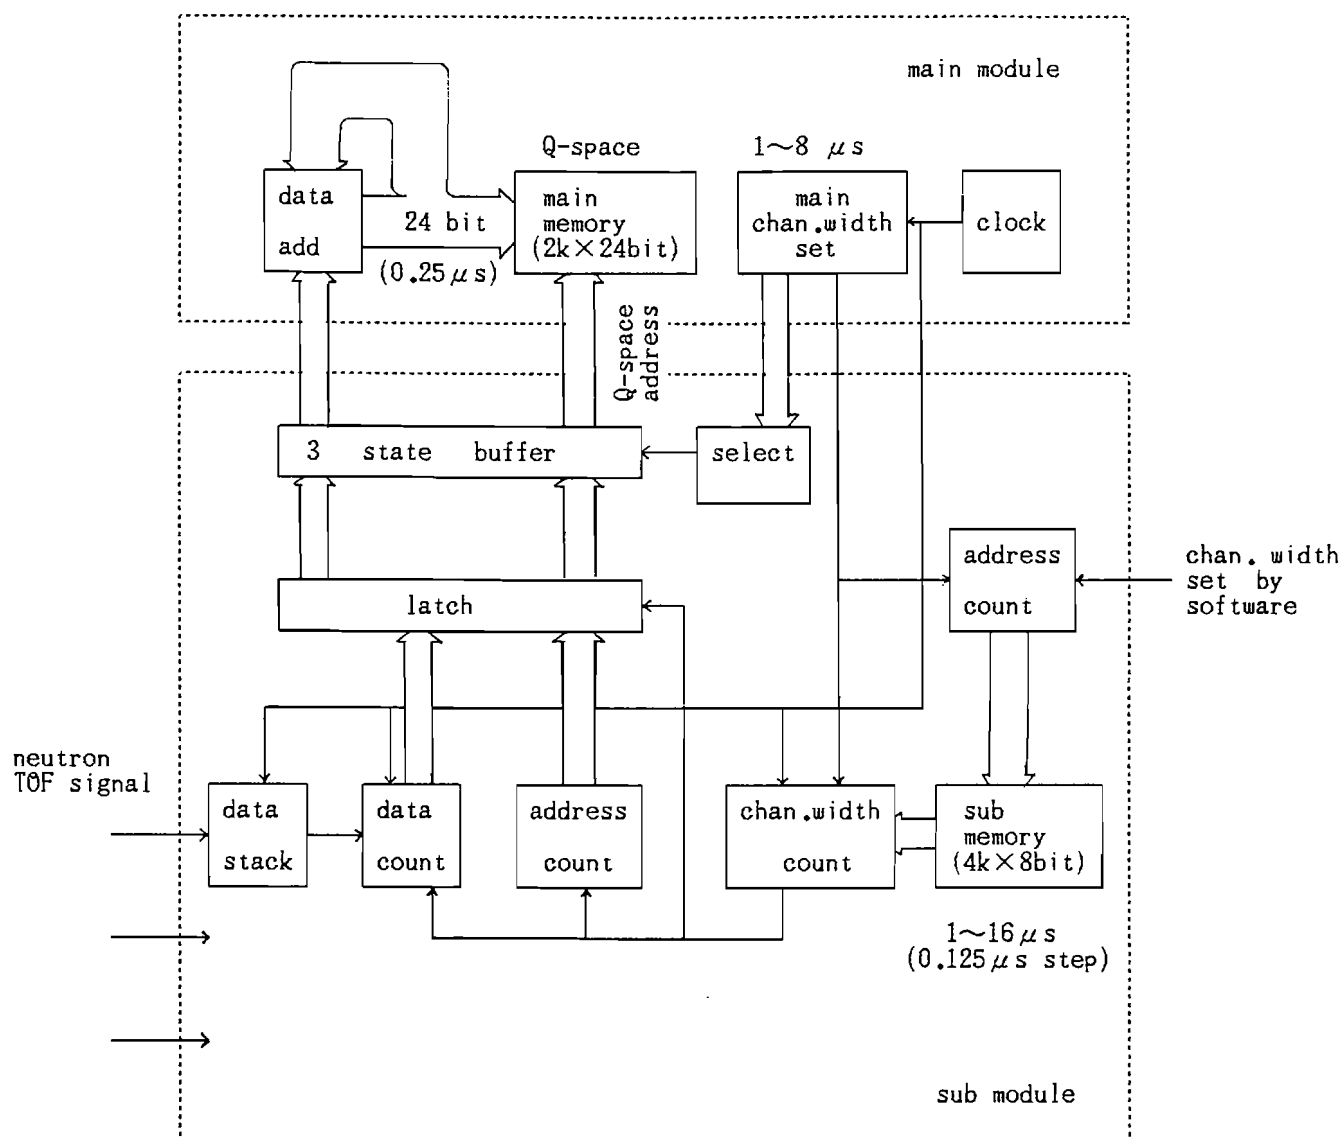 main module
Q-space
1～8 μs
data
add
24 bit
(0.25μs)
main
memory
(2k×24bit)
main
chan.width
set
clock
Q-space
address
3 state buffer
select
latch
address
count
chan. width
set by
software
neutron
TOF signal
data
stack
data
count
address
count
chan.width
count
sub
memory
(4k×8bit)
1～16μs
(0.125μs step)
sub module